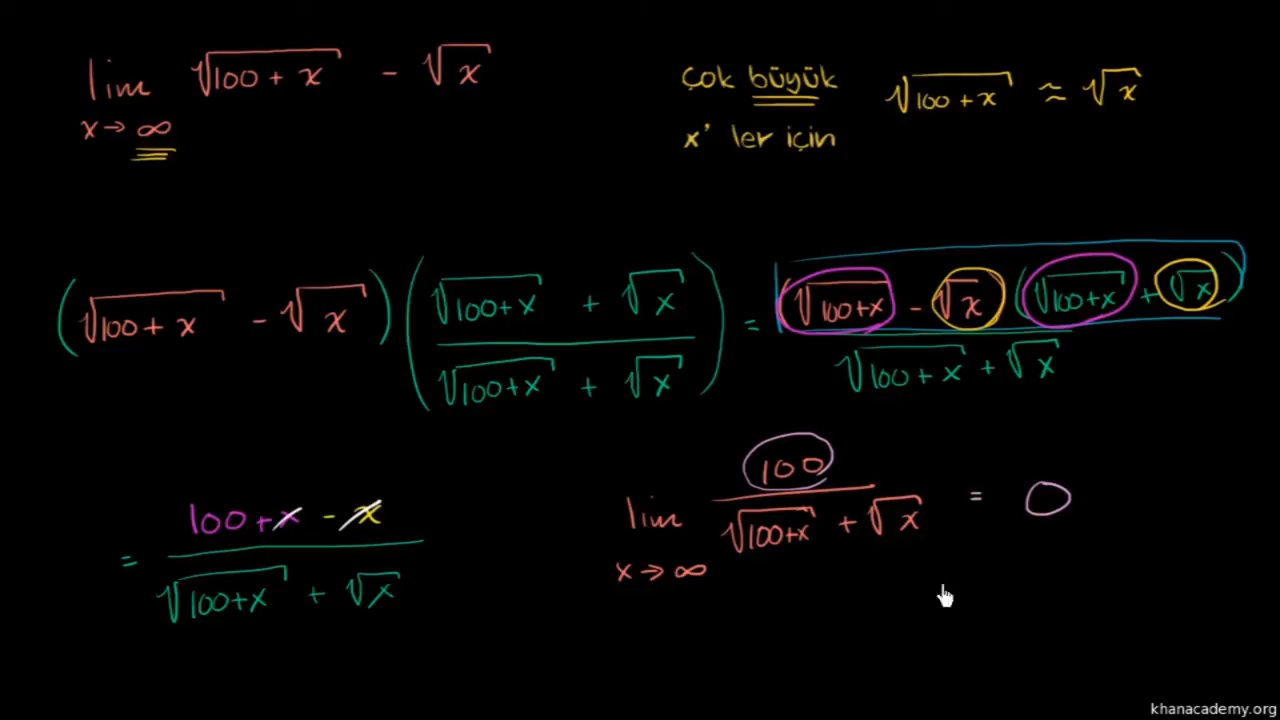 lim √(100 + x) - √x
x → ∞
çok büyük √(100 + x) ≈ √x
x' ler için
(√(100 + x) - √x) ((√(100 + x) + √x) / (√(100 + x) + √x)) = (√(100 + x) - √x (√(100 + x) + √x)) / (√(100 + x) + √x)
= (100 + x - x) / (√(100 + x) + √x)
lim 100 / (√(100 + x) + √x) = 0
x → ∞
khanacademy.org